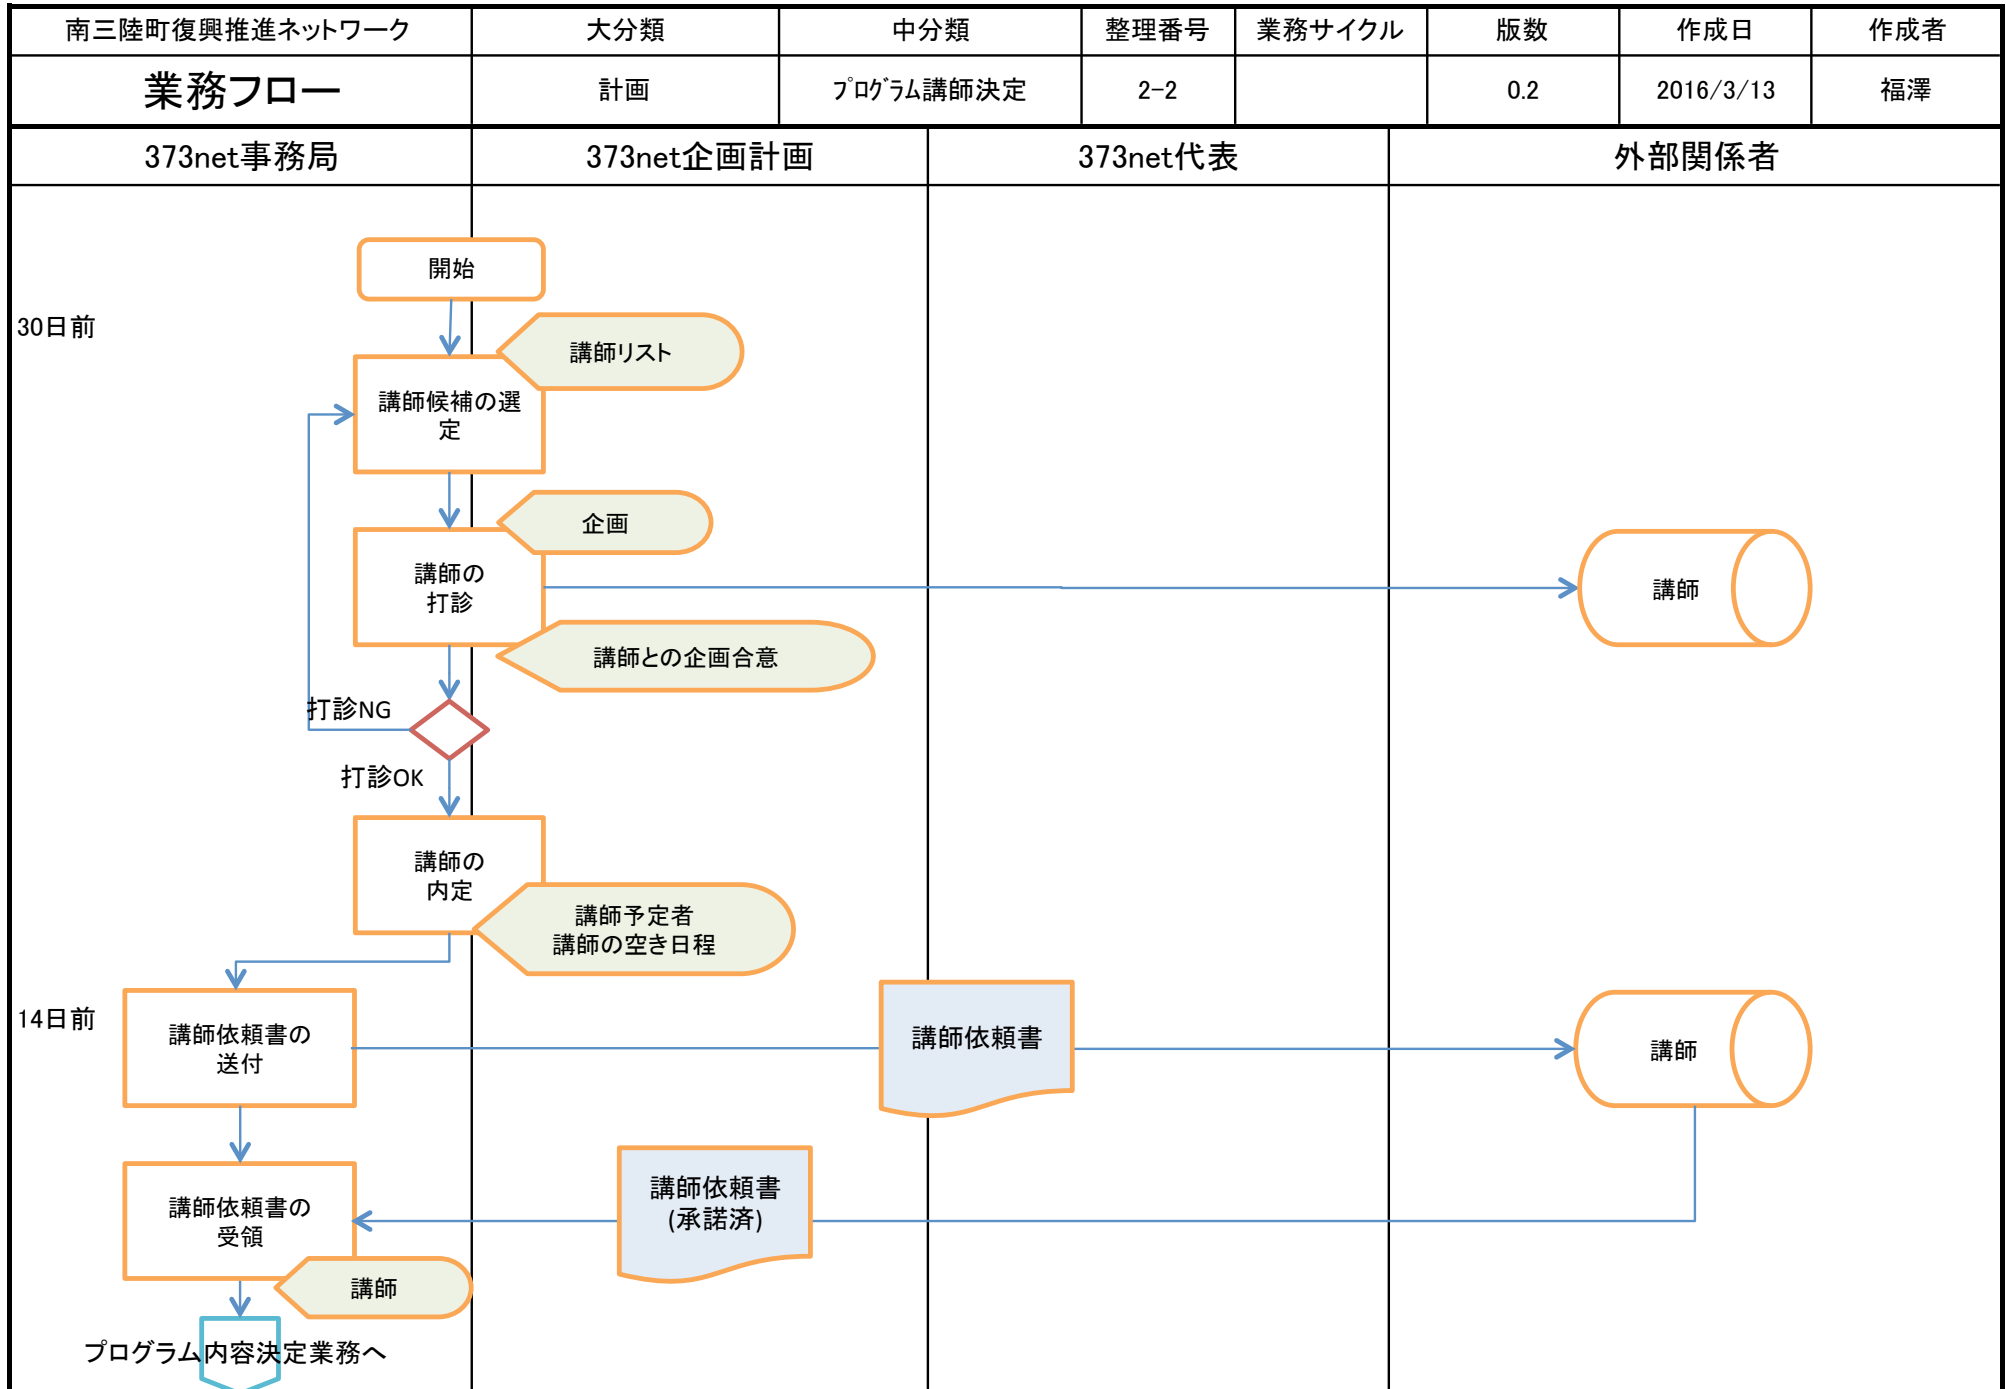 南三陸町復興推進ネットワーク
大分類
中分類
整理番号
業務サイクル
版数
作成日
作成者
業務フロー
計画
プログラム講師決定
2-2
0.2
2016/3/13
福澤
373net事務局
373net企画計画
373net代表
外部関係者
開始
30日前
講師リスト
講師候補の選
定
企画
講師の
打診
講師
講師との企画合意
打診NG
打診OK
講師の
内定
講師予定者
講師の空き日程
14日前
講師依頼書の
送付
講師依頼書
講師
講師依頼書の
受領
講師依頼書
(承諾済)
講師
プログラム内容決定業務へ